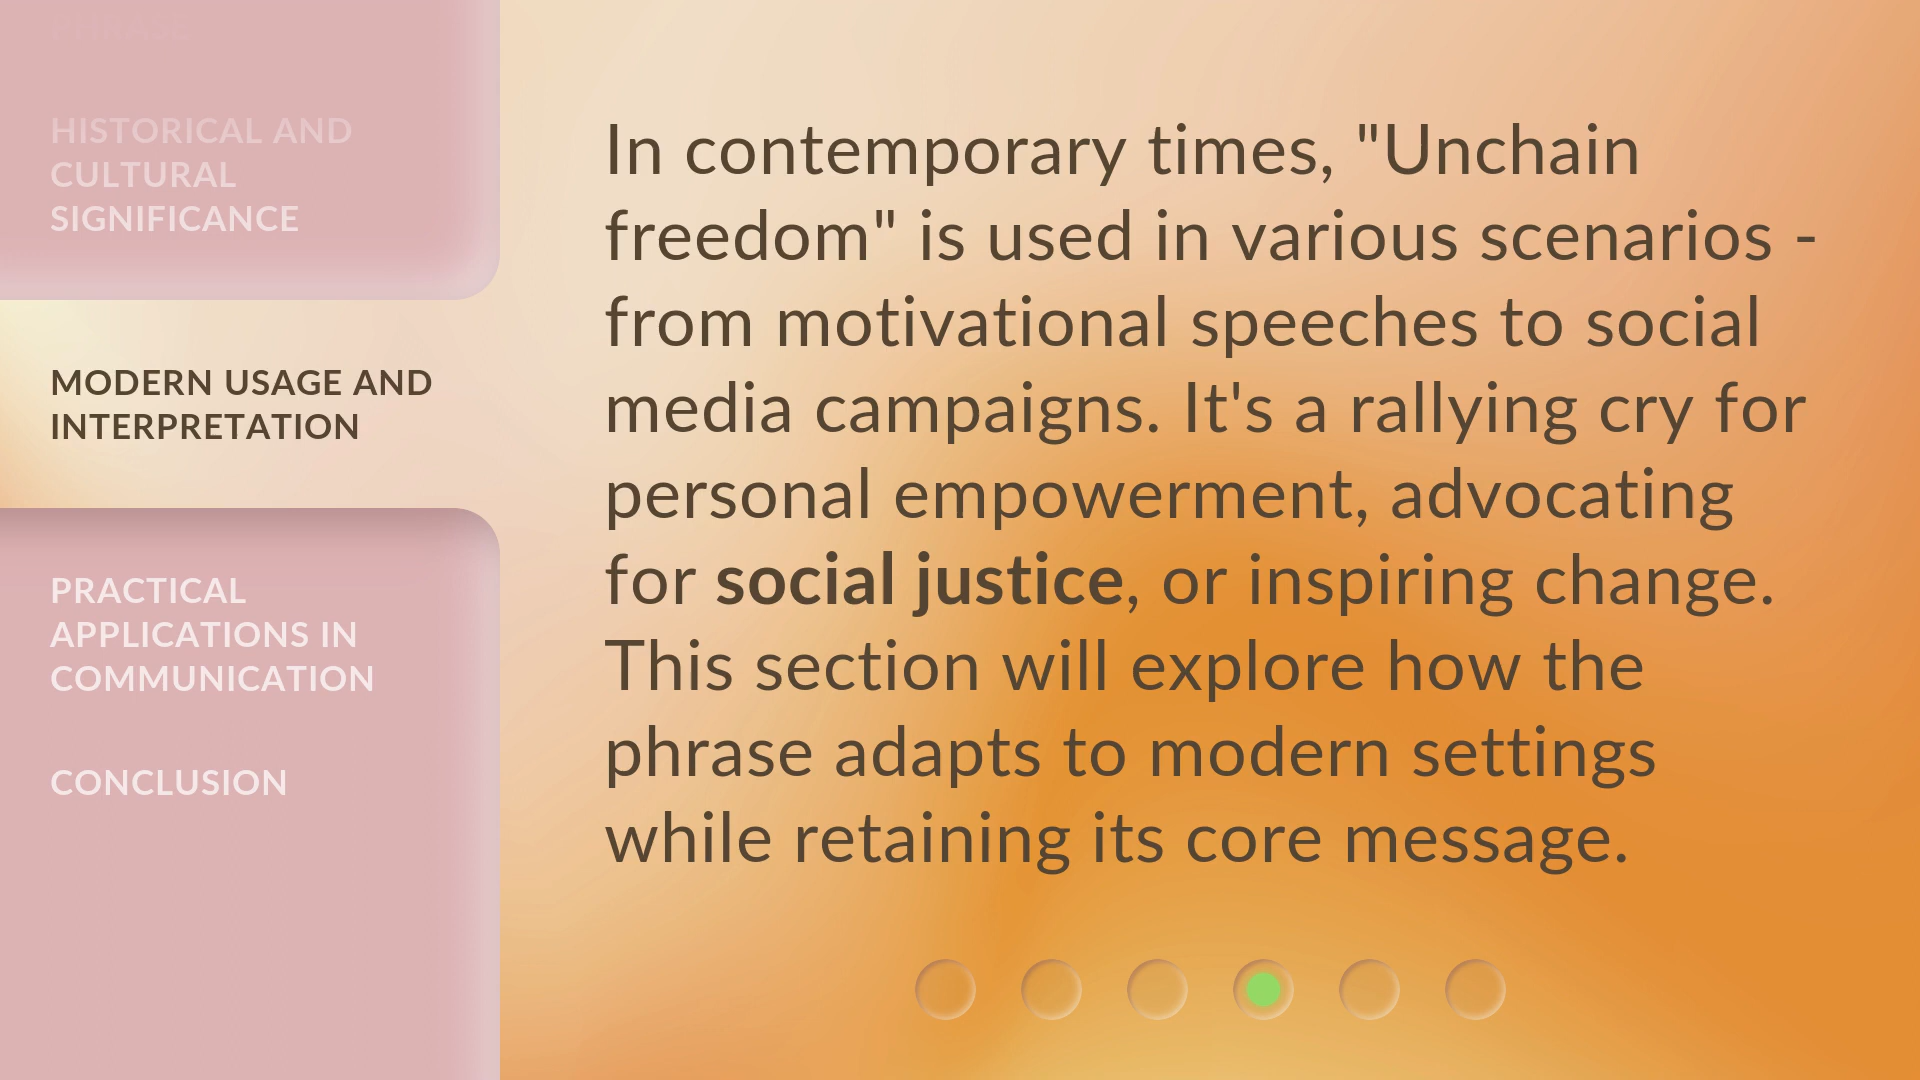 PHRASE
HISTORICAL AND
CULTURAL
SIGNIFICANCE
MODERN USAGE AND
INTERPRETATION
PRACTICAL
APPLICATIONS IN
COMMUNICATION
CONCLUSION
In contemporary times, "Unchain
freedom" is used in various scenarios -
from motivational speeches to social
media campaigns. It's a rallying cry for
personal empowerment, advocating
for social justice, or inspiring change.
This section will explore how the
phrase adapts to modern settings
while retaining its core message.